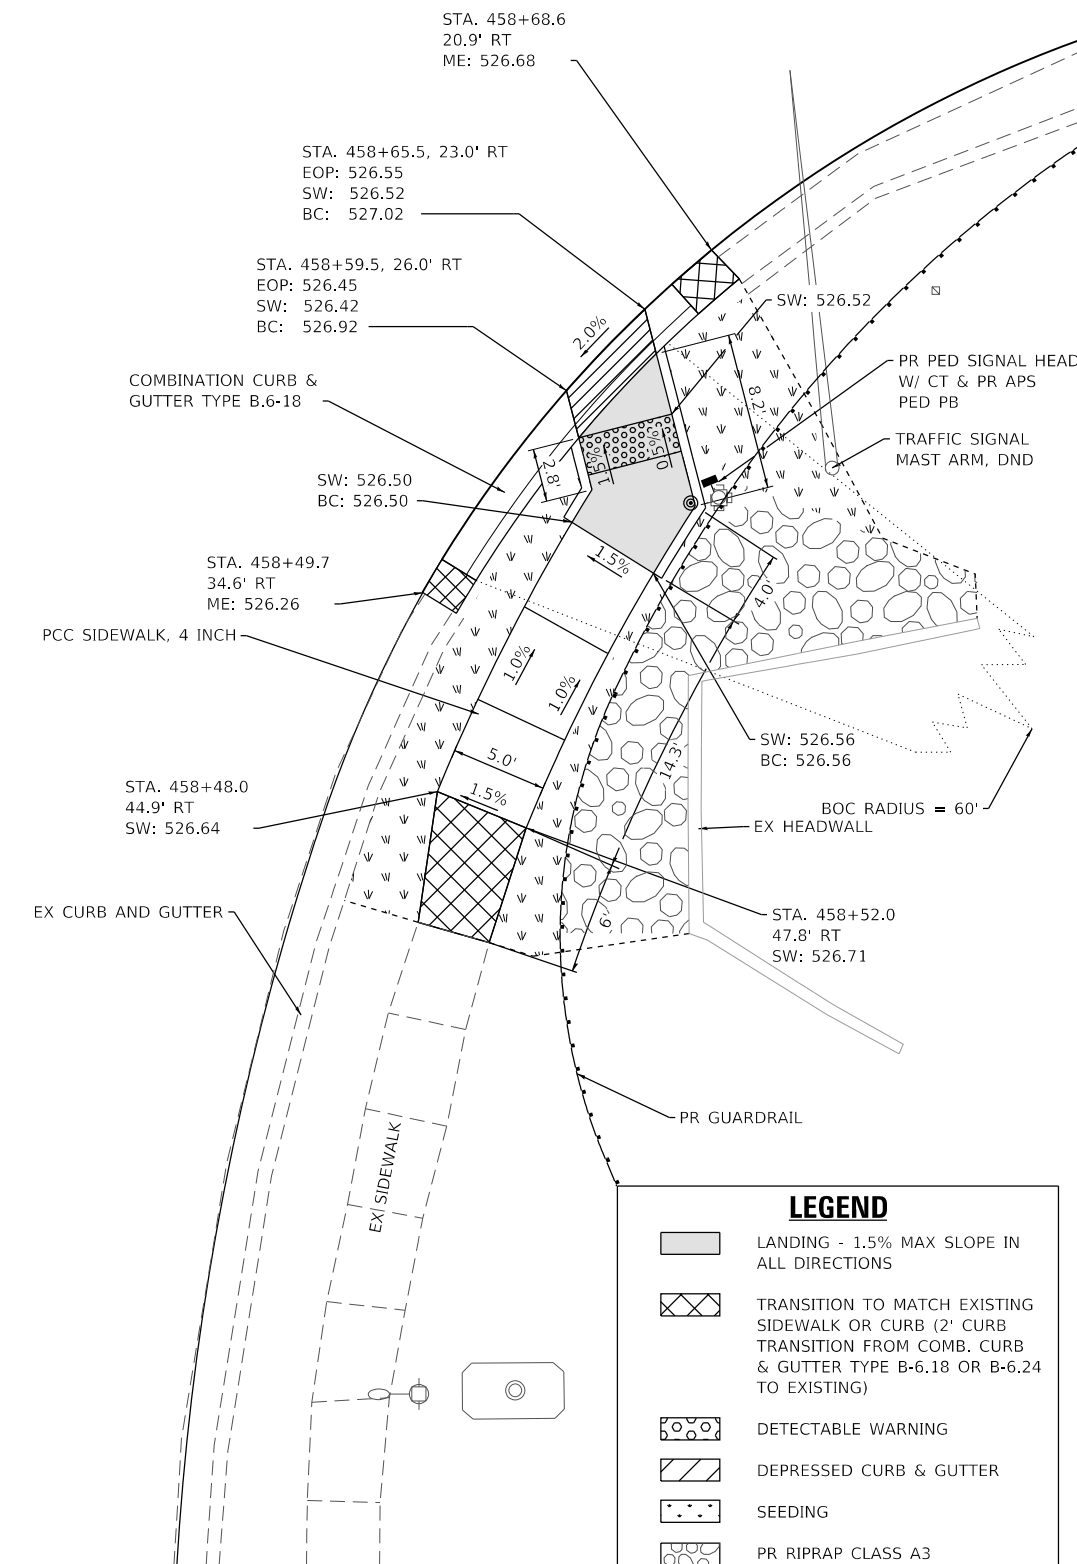 STA. 458+68.6
20.9' RT
ME: 526.68
STA. 458+65.5, 23.0' RT
EOP: 526.55
SW: 526.52
BC: 527.02
STA. 458+59.5, 26.0' RT
EOP: 526.45
SW: 526.42
BC: 526.92
2.0%
SW: 526.52
COMBINATION CURB &
GUTTER TYPE B.6-18
PR PED SIGNAL HEAD
W/ CT & PR APS
PED PB
8.2'
TRAFFIC SIGNAL
MAST ARM, DND
2.8'
1.5%
0.5%
SW: 526.50
BC: 526.50
STA. 458+49.7
34.6' RT
ME: 526.26
1.5%
4.0'
PCC SIDEWALK, 4 INCH
1.0%
1.0%
5.0'
14.3'
SW: 526.56
BC: 526.56
STA. 458+48.0
44.9' RT
SW: 526.64
1.5%
BOC RADIUS = 60'
EX HEADWALL
EX CURB AND GUTTER
6'
STA. 458+52.0
47.8' RT
SW: 526.71
PR GUARDRAIL
EX SIDEWALK
LEGEND
LANDING - 1.5% MAX SLOPE IN
ALL DIRECTIONS
TRANSITION TO MATCH EXISTING
SIDEWALK OR CURB (2' CURB
TRANSITION FROM COMB. CURB
& GUTTER TYPE B-6.18 OR B-6.24
TO EXISTING)
DETECTABLE WARNING
DEPRESSED CURB & GUTTER
SEEDING
PR RIPRAP CLASS A3